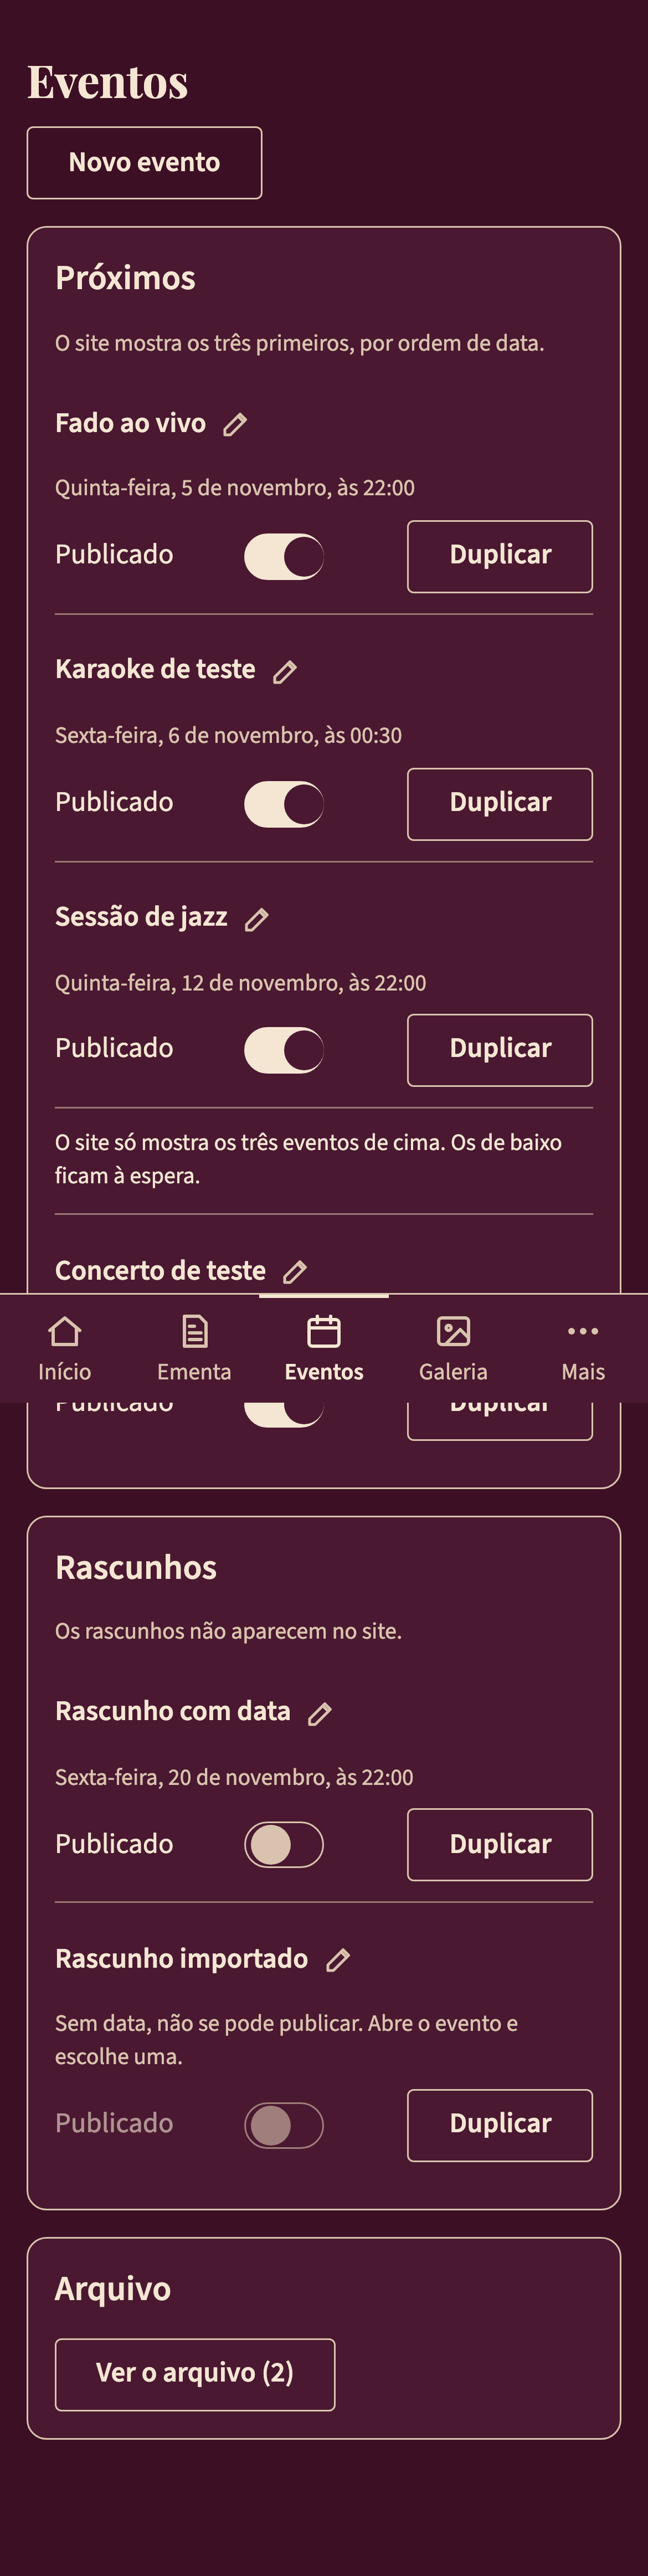 Eventos
Novo evento
Próximos
O site mostra os três primeiros, por ordem de data.
Fado ao vivo
Quinta-feira, 5 de novembro, às 22:00
Publicado
Duplicar
Karaoke de teste
Sexta-feira, 6 de novembro, às 00:30
Publicado
Duplicar
Sessão de jazz
Quinta-feira, 12 de novembro, às 22:00
Publicado
Duplicar
O site só mostra os três eventos de cima. Os de baixo
ficam à espera.
Concerto de teste
Início
Ementa
Eventos
Galeria
Mais
Publicado
Duplicar
Rascunhos
Os rascunhos não aparecem no site.
Rascunho com data
Sexta-feira, 20 de novembro, às 22:00
Publicado
Duplicar
Rascunho importado
Sem data, não se pode publicar. Abre o evento e
escolhe uma.
Publicado
Duplicar
Arquivo
Ver o arquivo (2)